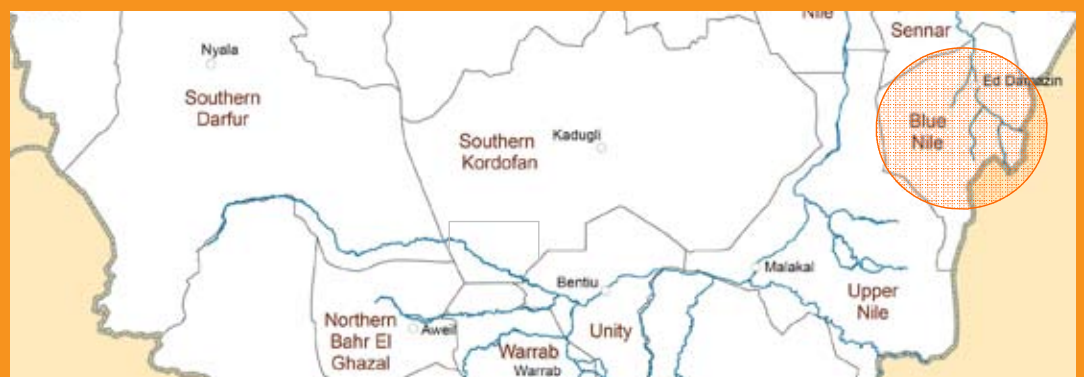 Nile
Sennar
Nyala
Ed Damazin
Southern
Darfur
Blue
Nile
Southern
Kordofan
Kadugli
Malakal
Bentiu
Upper
Nile
Northern
Bahr El
Ghazal
Aweil
Unity
Warrab
Warrab